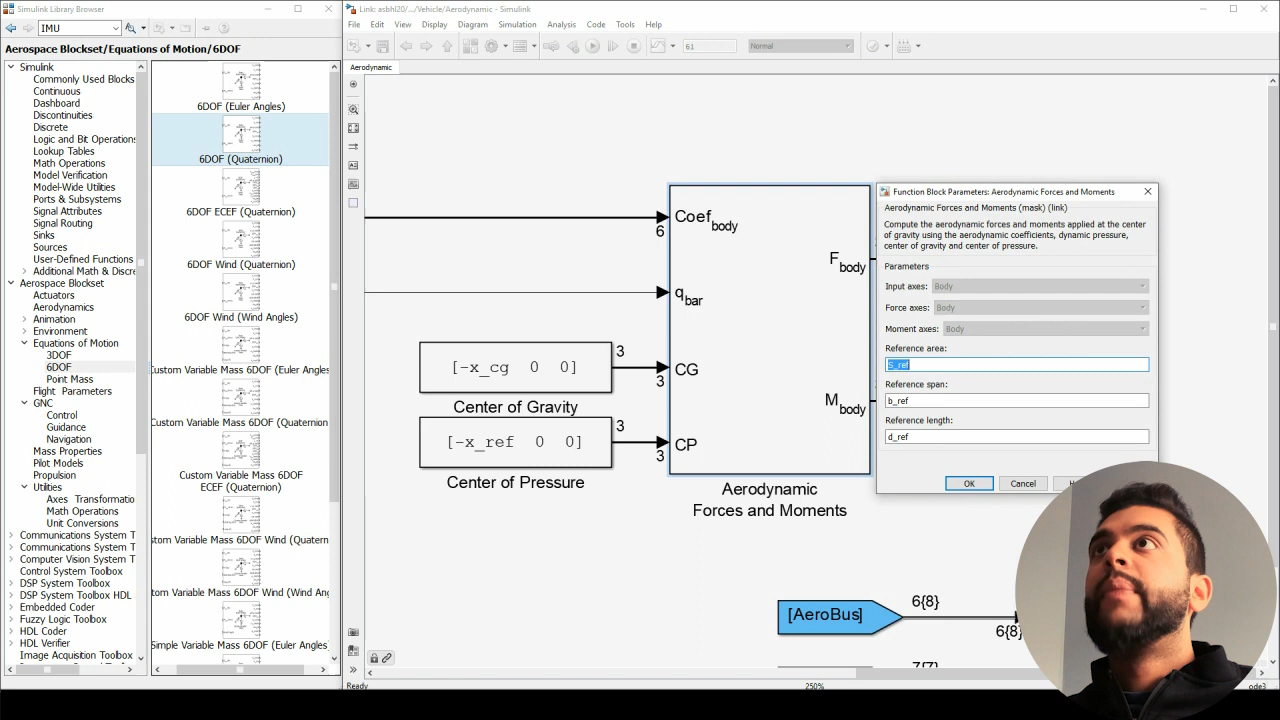 Simulink Library Browser
IMU
Aerospace Blockset/Equations of Motion/6DOF
Simulink
Commonly Used Blocks
Continuous
Dashboard
Discontinuities
Discrete
Logic and Bit Operations
Lookup Tables
Math Operations
Model Verification
Model-Wide Utilities
Ports & Subsystems
Signal Attributes
Signal Routing
Sinks
Sources
User-Defined Functions
Additional Math & Discre
Aerospace Blockset
Actuators
Aerodynamics
Animation
Environment
Equations of Motion
3DOF
6DOF
Point Mass
Flight Parameters
GNC
Control
Guidance
Navigation
Mass Properties
Pilot Models
Propulsion
Utilities
Axes Transformatio
Math Operations
Unit Conversions
Communications System T
Communications System T
Computer Vision System T
Control System Toolbox
DSP System Toolbox
DSP System Toolbox HDL
Embedded Coder
Fuzzy Logic Toolbox
HDL Coder
HDL Verifier
Image Acquisition Toolbox
6DOF (Euler Angles)
6DOF (Quaternion)
6DOF ECEF (Quaternion)
6DOF Wind (Quaternion)
6DOF Wind (Wind Angles)
ustom Variable Mass 6DOF (Euler Angles
Custom Variable Mass 6DOF (Quaternion
Custom Variable Mass 6DOF
ECEF (Quaternion)
stom Variable Mass 6DOF Wind (Quatern
tom Variable Mass 6DOF Wind (Wind Ang
Simple Variable Mass 6DOF (Euler Angles
Link: asbhl20/.../Vehicle/Aerodynamic - Simulink
File Edit View Display Diagram Simulation Analysis Code Tools Help
61
Normal
Aerodynamic
Coef body
6
q bar
[-x_cg 0 0]
3
3
CG
Center of Gravity
[-x_ref 0 0]
3
3
CP
Center of Pressure
F body
M body
Aerodynamic
Forces and Moments
[AeroBus]
6{8}
6{8}
7{7}
Function Block Parameters: Aerodynamic Forces and Moments
Aerodynamic Forces and Moments (mask) (link)
Compute the aerodynamic forces and moments applied at the center
of gravity using the aerodynamic coefficients, dynamic pressure,
center of gravity and center of pressure.
Parameters
Input axes: Body
Force axes: Body
Moment axes: Body
Reference area:
S_ref
Reference span:
b_ref
Reference length:
d_ref
OK
Cancel
Ready
250%
ode3